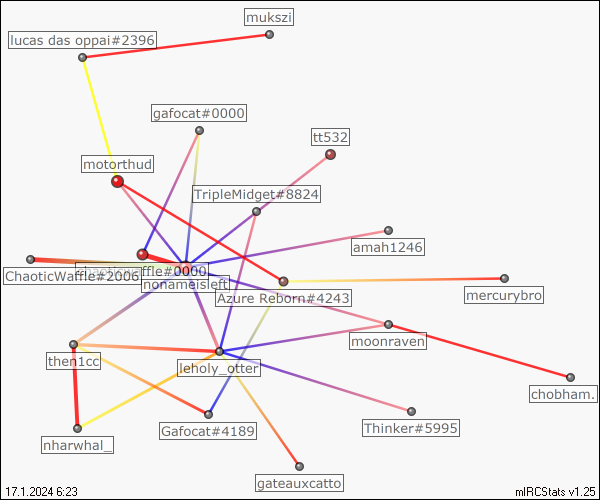 mukszi
lucas das oppai#2396
gafocat#0000
tt532
motorthud
TripleMidget#8824
amah1246
ChaoticWaffle#2006
chaoticwaffle#0000
nonameisleft
Azure Reborn#4243
mercurybro
moonraven
then1cc
leholy_otter
chobham.
Gafocat#4189
Thinker#5995
nharwhal_
gateauxcatto
17.1.2024 6:23
mIRCStats v1.25